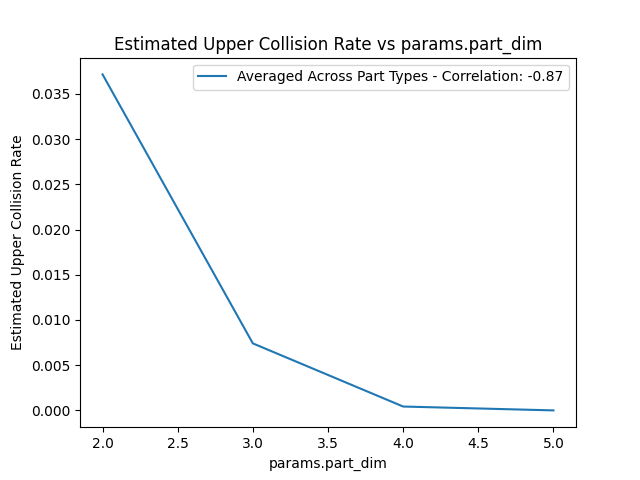 Estimated Upper Collision Rate vs params.part_dim
Averaged Across Part Types - Correlation: -0.87
Estimated Upper Collision Rate
0.035
0.030
0.025
0.020
0.015
0.010
0.005
0.000
2.0 2.5 3.0 3.5 4.0 4.5 5.0
params.part_dim